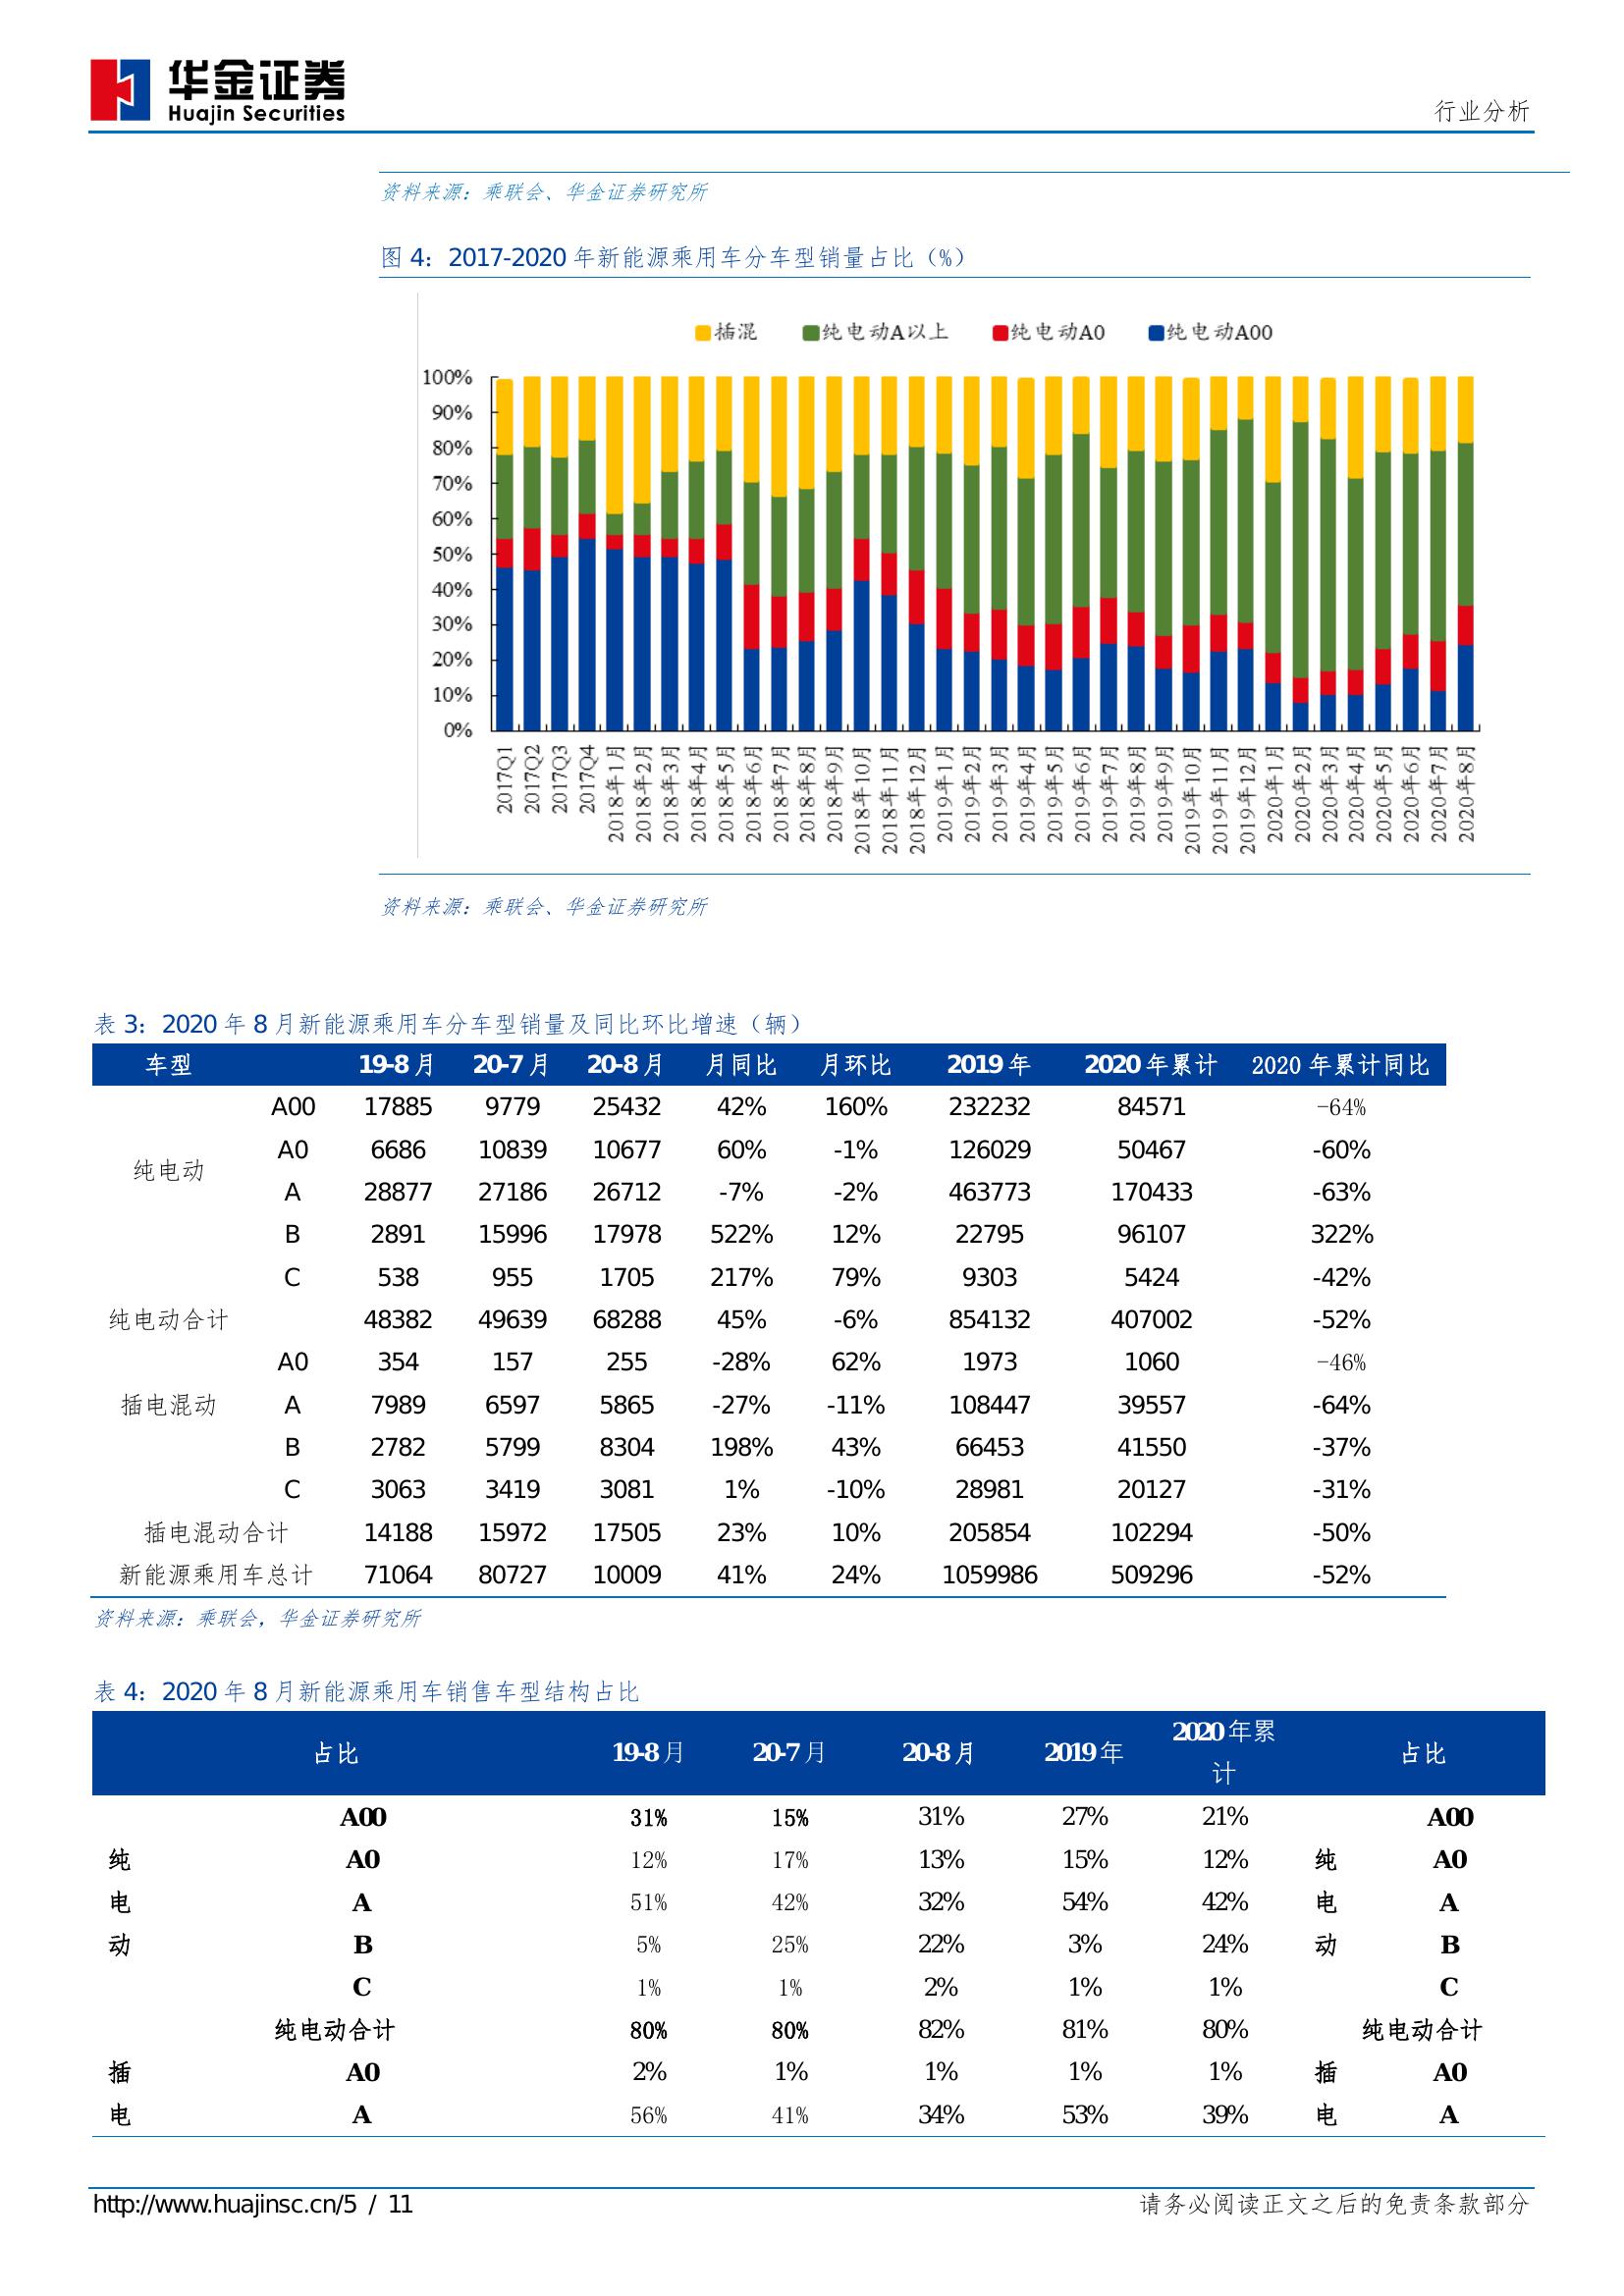 华金证券
Huajin Securities
行业分析
资料来源：乘联会、华金证券研究所
图 4：2017-2020 年新能源乘用车分车型销量占比（%）
插混 纯电动A以上 纯电动A0 纯电动A00
100%
90%
80%
70%
60%
50%
40%
30%
20%
10%
0%
2017Q1 2017Q2 2017Q3 2017Q4 2018年1月 2018年2月 2018年3月 2018年4月 2018年5月 2018年6月 2018年7月 2018年8月 2018年9月 2018年10月 2018年11月 2018年12月 2019年1月 2019年2月 2019年3月 2019年4月 2019年5月 2019年6月 2019年7月 2019年8月 2019年9月 2019年10月 2019年11月 2019年12月 2020年1月 2020年2月 2020年3月 2020年4月 2020年5月 2020年6月 2020年7月 2020年8月
资料来源：乘联会、华金证券研究所
表 3：2020 年 8 月新能源乘用车分车型销量及同比环比增速（辆）
车型 19-8 月 20-7 月 20-8 月 月同比 月环比 2019 年 2020 年累计 2020 年累计同比
A00 17885 9779 25432 42% 160% 232232 84571 -64%
纯电动 A0 6686 10839 10677 60% -1% 126029 50467 -60%
A 28877 27186 26712 -7% -2% 463773 170433 -63%
B 2891 15996 17978 522% 12% 22795 96107 322%
C 538 955 1705 217% 79% 9303 5424 -42%
纯电动合计 48382 49639 68288 45% -6% 854132 407002 -52%
A0 354 157 255 -28% 62% 1973 1060 -46%
插电混动 A 7989 6597 5865 -27% -11% 108447 39557 -64%
B 2782 5799 8304 198% 43% 66453 41550 -37%
C 3063 3419 3081 1% -10% 28981 20127 -31%
插电混动合计 14188 15972 17505 23% 10% 205854 102294 -50%
新能源乘用车总计 71064 80727 10009 41% 24% 1059986 509296 -52%
资料来源：乘联会，华金证券研究所
表 4：2020 年 8 月新能源乘用车销售车型结构占比
占比 19-8 月 20-7 月 20-8 月 2019 年 2020 年累计 占比
A00 31% 15% 31% 27% 21% A00
纯 A0 12% 17% 13% 15% 12% 纯 A0
电 A 51% 42% 32% 54% 42% 电 A
动 B 5% 25% 22% 3% 24% 动 B
C 1% 1% 2% 1% 1% C
纯电动合计 80% 80% 82% 81% 80% 纯电动合计
插 A0 2% 1% 1% 1% 1% 插 A0
电 A 56% 41% 34% 53% 39% 电 A
http://www.huajinsc.cn/5 / 11
请务必阅读正文之后的免责条款部分